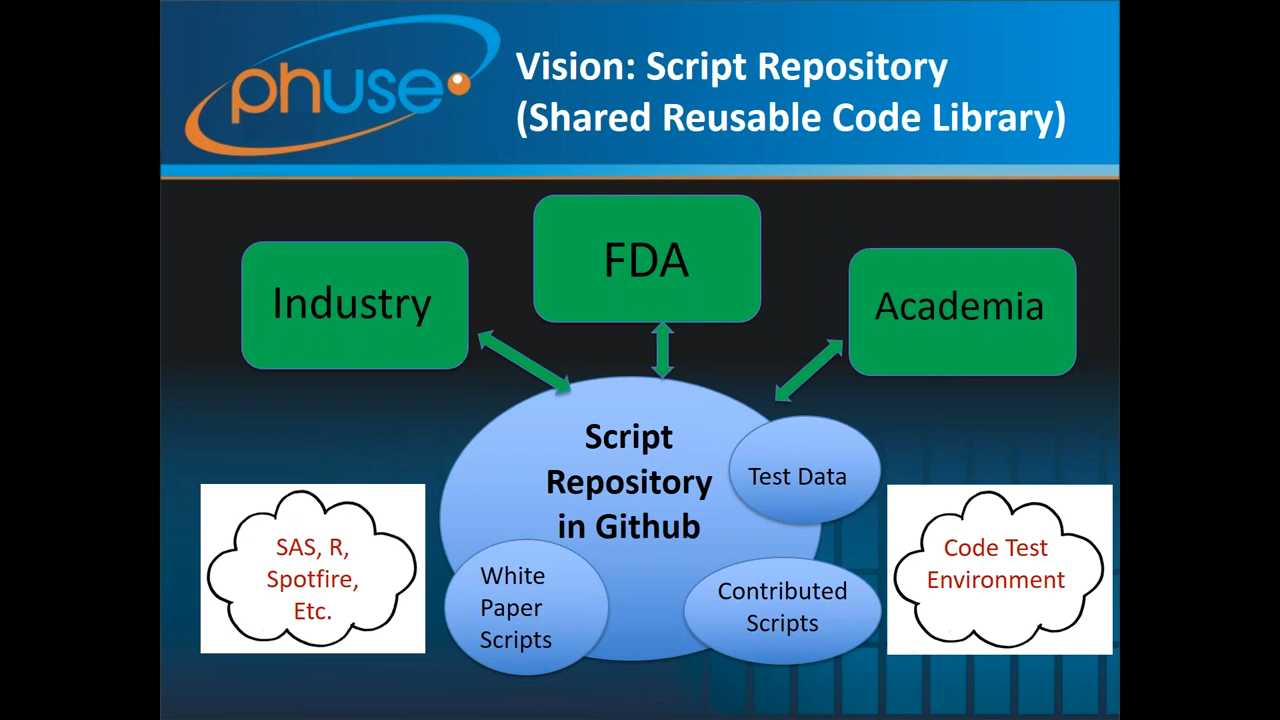 phuse
Vision: Script Repository
(Shared Reusable Code Library)
FDA
Industry
Academia
Script
Repository
in Github
Test Data
SAS, R,
Spotfire,
Etc.
Code Test
Environment
White
Paper
Scripts
Contributed
Scripts